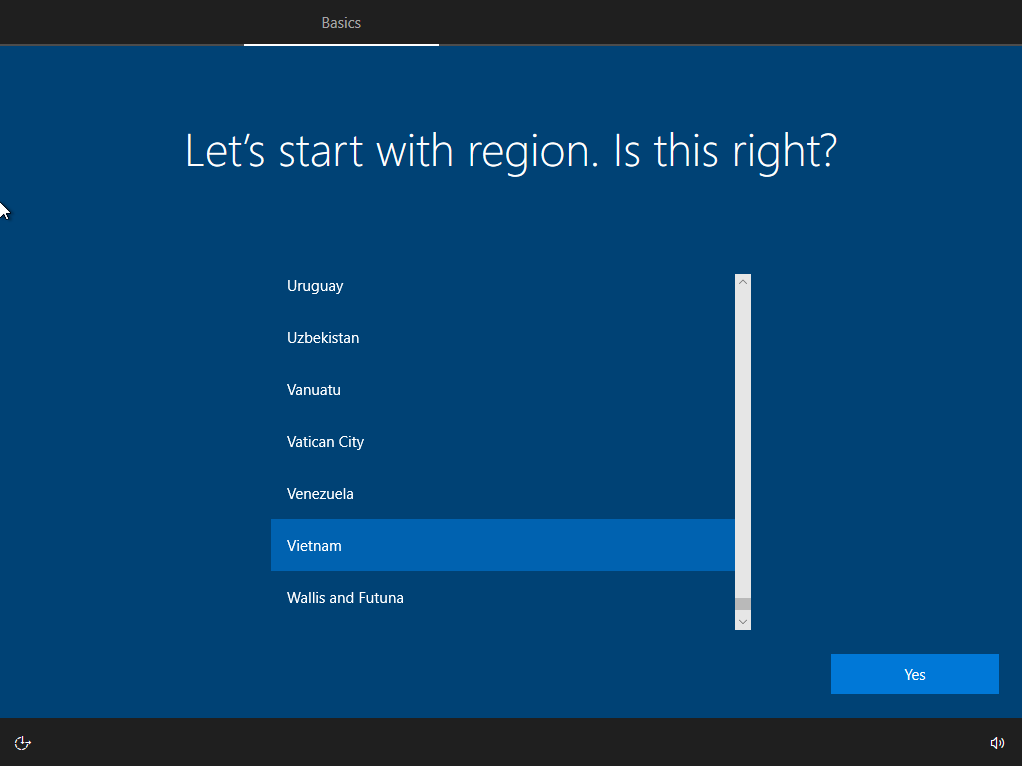 Basics
Let’s start with region. Is this right?
Uruguay
Uzbekistan
Vanuatu
Vatican City
Venezuela
Vietnam
Wallis and Futuna
Yes